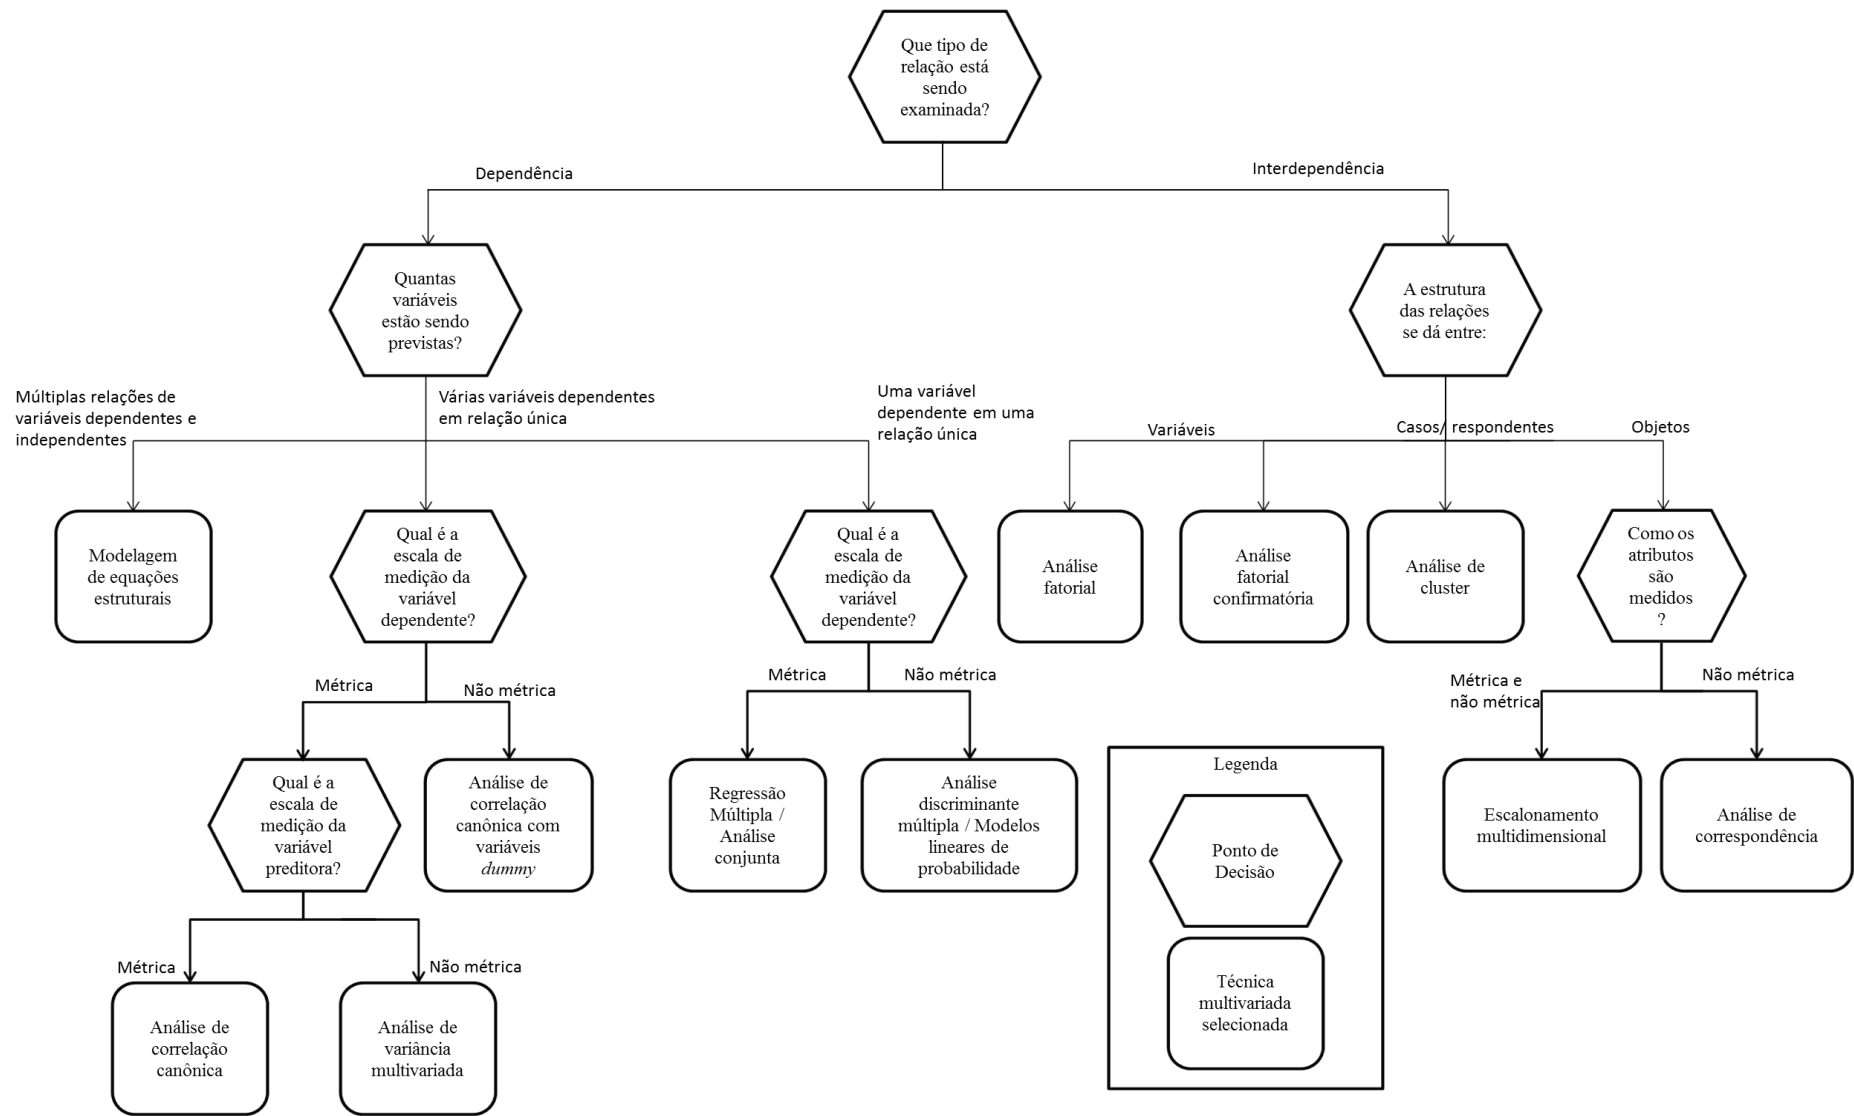 Que tipo de
relação está
sendo
examinada?
Dependência
Interdependência
Quantas
variáveis
estão sendo
previstas?
A estrutura
das relações
se dá entre:
Múltiplas relações de
variáveis dependentes e
independentes
Várias variáveis dependentes
em relação única
Uma variável
dependente em uma
relação única
Variáveis
Casos/ respondentes
Objetos
Modelagem
de equações
estruturais
Qual é a
escala de
medição da
variável
dependente?
Qual é a
escala de
medição da
variável
dependente?
Análise
fatorial
Análise
fatorial
confirmatória
Análise de
cluster
Como os
atributos
são
medidos
?
Métrica
Não métrica
Métrica
Não métrica
Métrica e
não métrica
Não métrica
Qual é a
escala de
medição da
variável
preditora?
Análise de
correlação
canônica com
variáveis
dummy
Regressão
Múltipla /
Análise
conjunta
Análise
discriminante
múltipla / Modelos
lineares de
probabilidade
Legenda
Ponto de
Decisão
Técnica
multivariada
selecionada
Escalonamento
multidimensional
Análise de
correspondência
Métrica
Não métrica
Análise de
correlação
canônica
Análise de
variância
multivariada